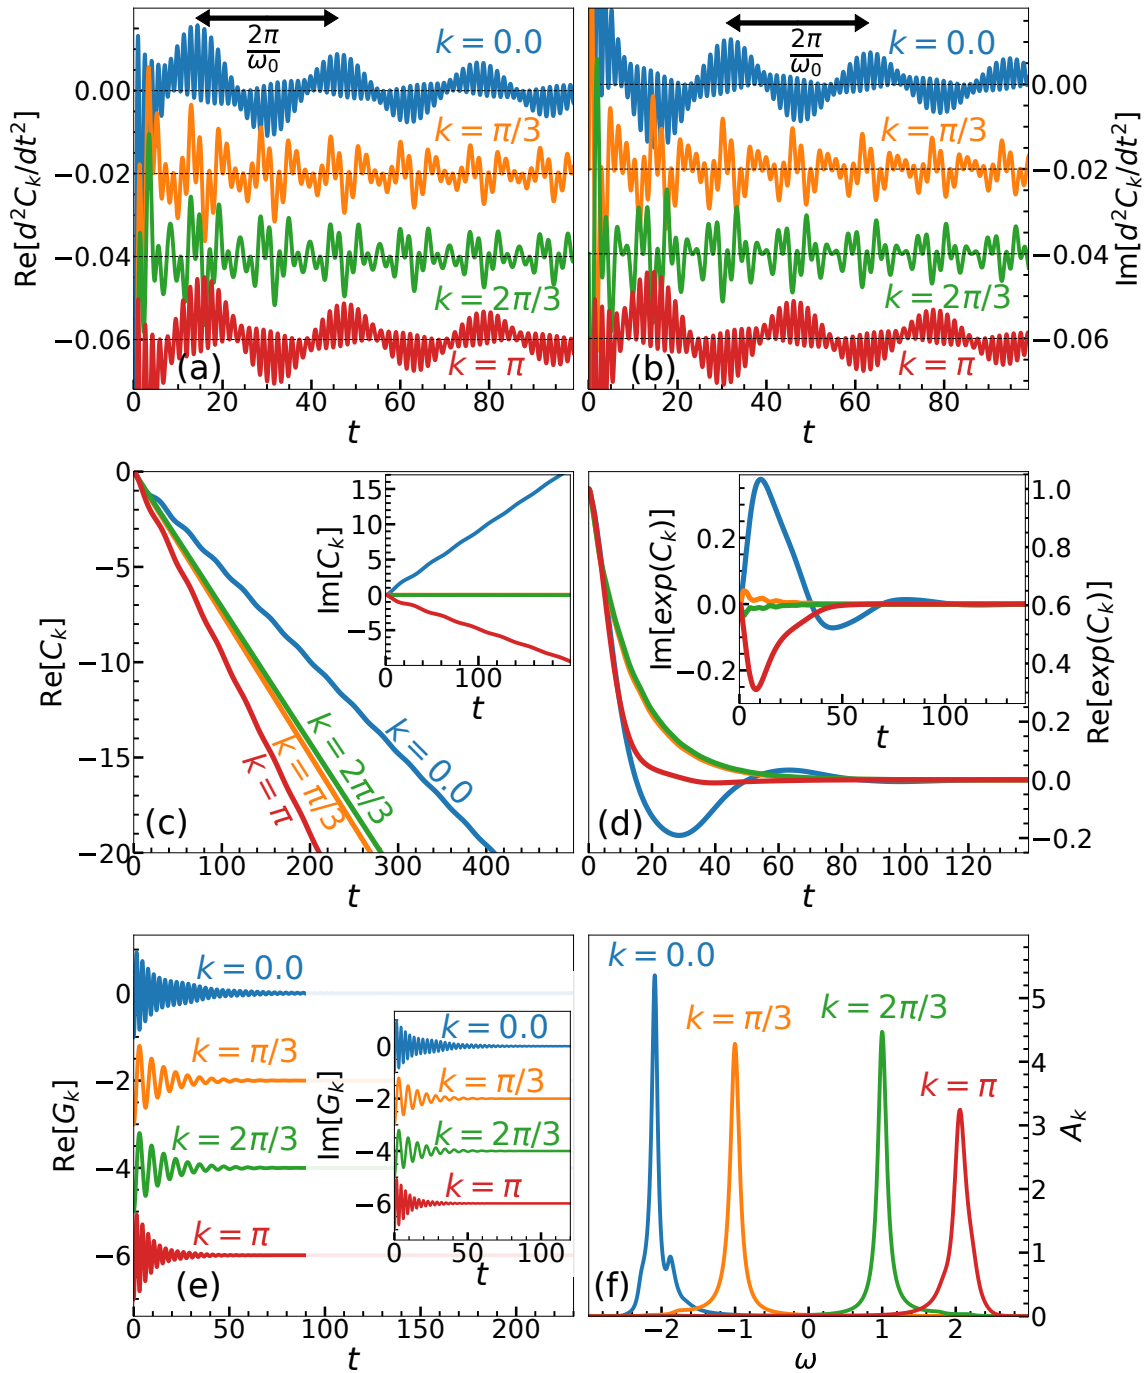 Re[d²C_k/dt²]
0.00
−0.02
−0.04
−0.06
2π/ω₀
k = 0.0
k = π/3
k = 2π/3
k = π
(a)
0 20 40 60 80
t
2π/ω₀
k = 0.0
k = π/3
k = 2π/3
k = π
(b)
0 20 40 60 80
t
0.00
−0.02
−0.04
−0.06
Im[d²C_k/dt²]
Re[C_k]
0
−5
−10
−15
−20
k = 0.0
k = 2π/3
k = π/3
k = π
(c)
0 100 200 300 400
t
Im[C_k]
15
10
5
0
−5
0 100
t
Im[exp(C_k)]
0.2
0.0
−0.2
0 50 100
t
(d)
0 20 40 60 80 100 120
t
1.0
0.8
0.6
0.4
0.2
0.0
−0.2
Re[exp(C_k)]
Re[G_k]
0
−2
−4
−6
k = 0.0
k = π/3
k = 2π/3
k = π
(e)
0 50 100 150 200
t
Im[G_k]
0
−2
−4
−6
k = 0.0
k = π/3
k = 2π/3
k = π
0 50 100
t
k = 0.0
k = π/3
k = 2π/3
k = π
(f)
−2 −1 0 1 2
ω
5
4
3
2
1
0
A_k